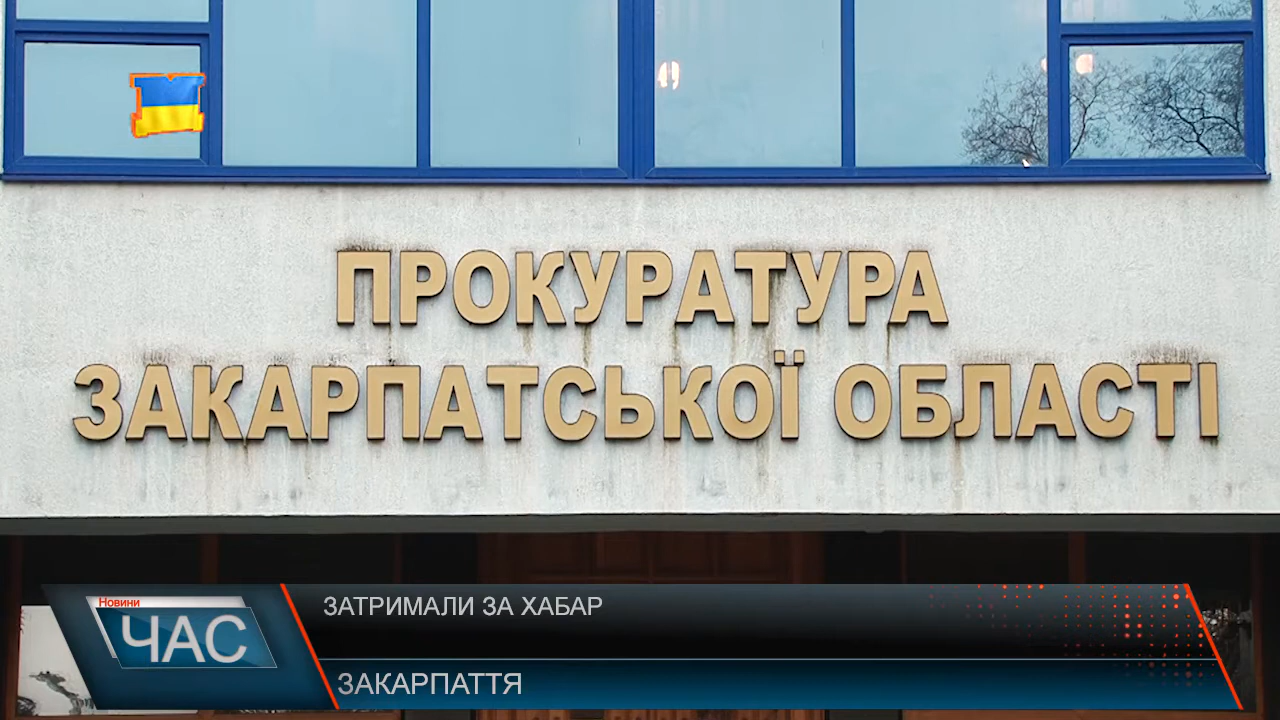 ПРОКУРАТУРА
ЗАКАРПАТСЬКОЇ ОБЛАСТІ
Новини
ЧАС
ЗАТРИМАЛИ ЗА ХАБАР
ЗАКАРПАТТЯ